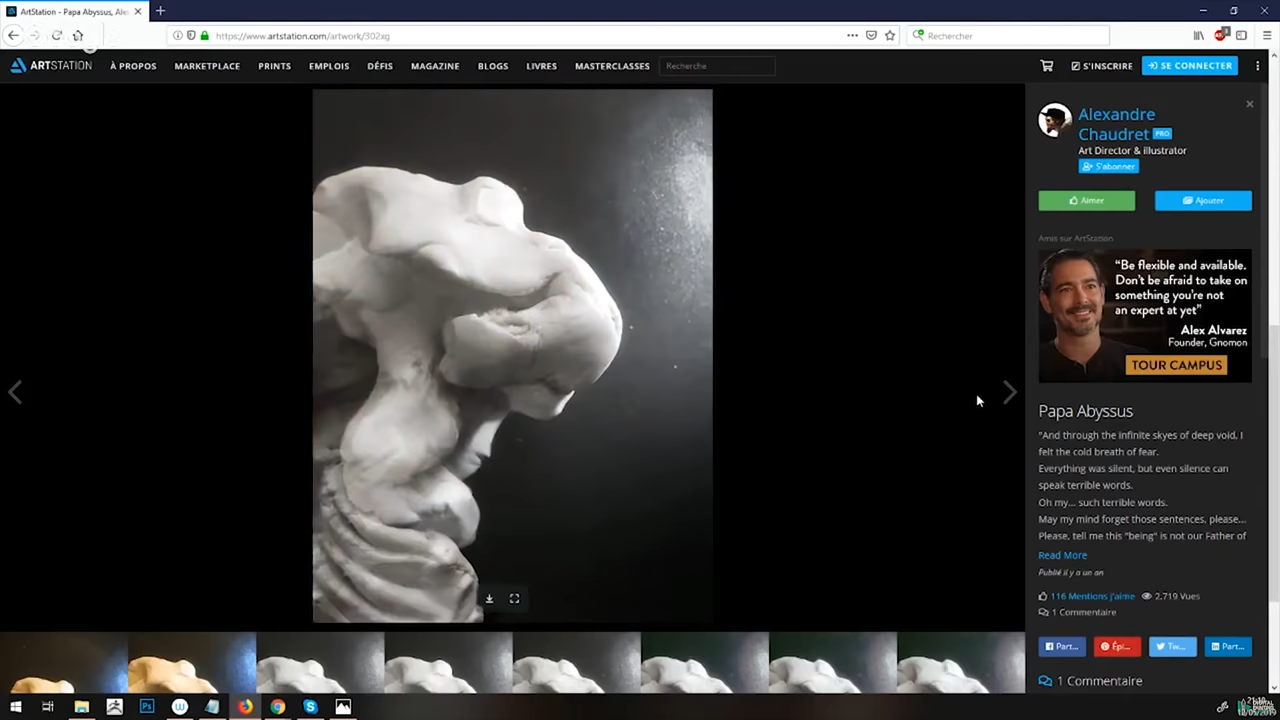 ArtStation - Papa Abyssus, Ale
https://www.artstation.com/artwork/302xg
Rechercher
ARTSTATION
À PROPOS
MARKETPLACE
PRINTS
EMPLOIS
DÉFIS
MAGAZINE
BLOGS
LIVRES
MASTERCLASSES
Recherche
S'INSCRIRE
SE CONNECTER
Alexandre
Chaudret PRO
Art Director & illustrator
S'abonner
Aimer
Ajouter
Amis sur ArtStation
"Be flexible and available.
Don't be afraid to take on
something you're not
an expert at yet"
Alex Alvarez
Founder, Gnomon
TOUR CAMPUS
Papa Abyssus
"And through the infinite skyes of deep void, I
felt the cold breath of fear.
Everything was silent, but even silence can
speak terrible words.
Oh my... such terrible words.
May my mind forget those sentences, please...
Please, tell me this "being" is not our Father of
Read More
Publié il y a un an
116 Mentions j'aime
2,719 Vues
1 Commentaire
Part...
Épi...
Tw...
Part...
1 Commentaire